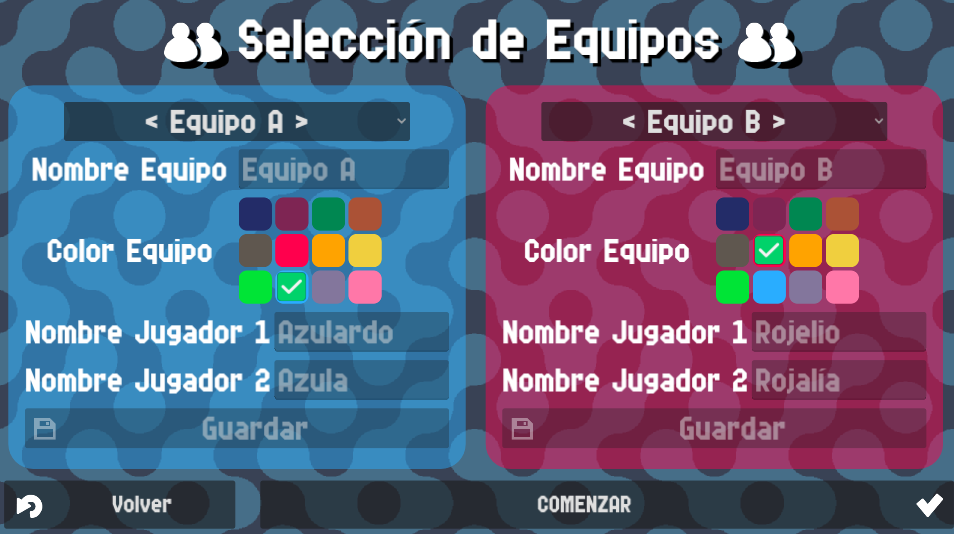 Selección de Equipos
< Equipo A >
Nombre Equipo Equipo A
Color Equipo
Nombre Jugador 1 Azulardo
Nombre Jugador 2 Azula
Guardar
< Equipo B >
Nombre Equipo Equipo B
Color Equipo
Nombre Jugador 1 Rojelio
Nombre Jugador 2 Rojalía
Guardar
Volver
COMENZAR